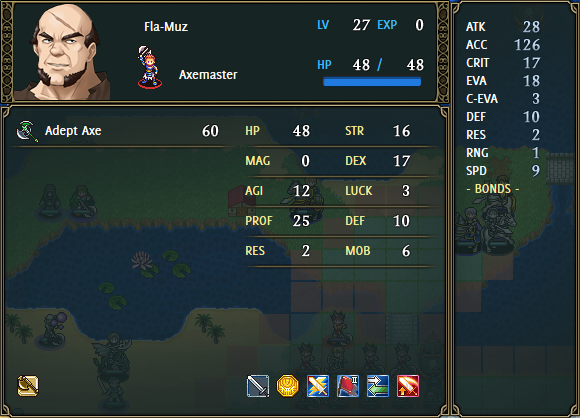 Fla-Muz
LV 27 EXP 0
Axemaster
HP 48 / 48
Adept Axe 60
HP 48 STR 16
MAG 0 DEX 17
AGI 12 LUCK 3
PROF 25 DEF 10
RES 2 MOB 6
ATK 28
ACC 126
CRIT 17
EVA 18
C-EVA 3
DEF 10
RES 2
RNG 1
SPD 9
- BONDS -
II